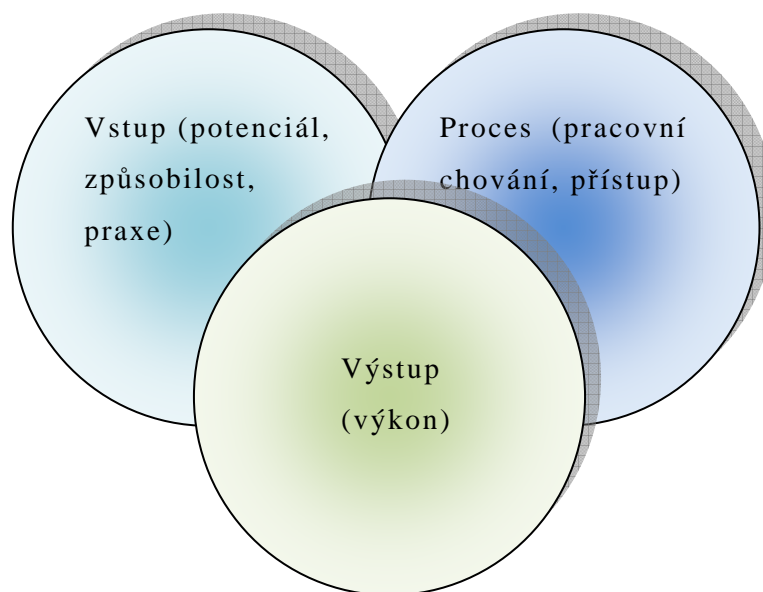 Vstup (potenciál,
způsobilost,
praxe)
Proces (pracovní
chování, přístup)
Výstup
(výkon)